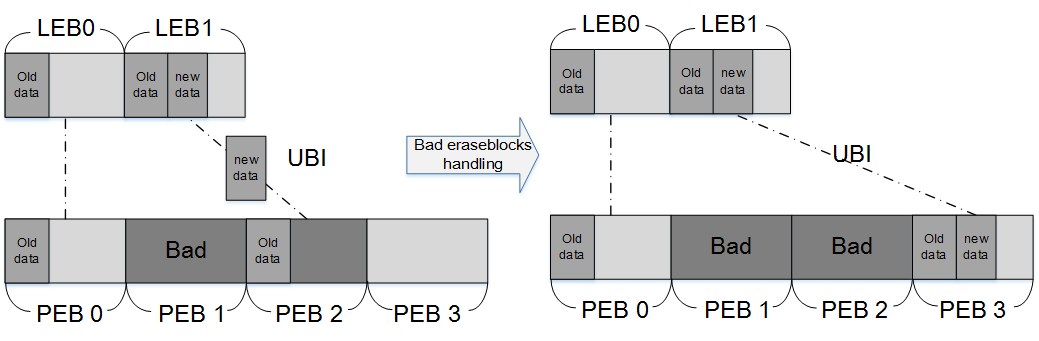 LEB0 LEB1
Old data
Old data
new data
new data
UBI
Old data
Bad
Old data
PEB 0 PEB 1 PEB 2 PEB 3
Bad eraseblocks
handling
LEB0 LEB1
Old data
Old data
new data
UBI
Old data
Bad
Bad
Old data
new data
PEB 0 PEB 1 PEB 2 PEB 3